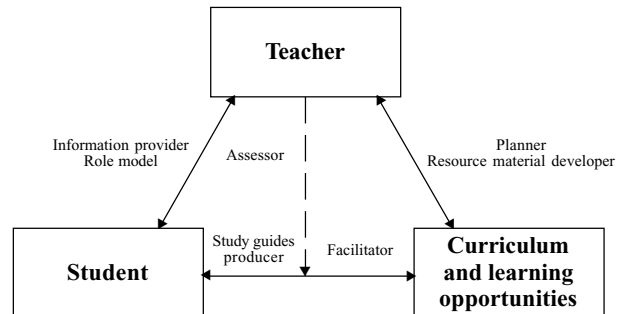 Teacher
Information provider
Role model
Assessor
Planner
Resource material developer
Study guides
producer
Facilitator
Student
Curriculum
and learning
opportunities